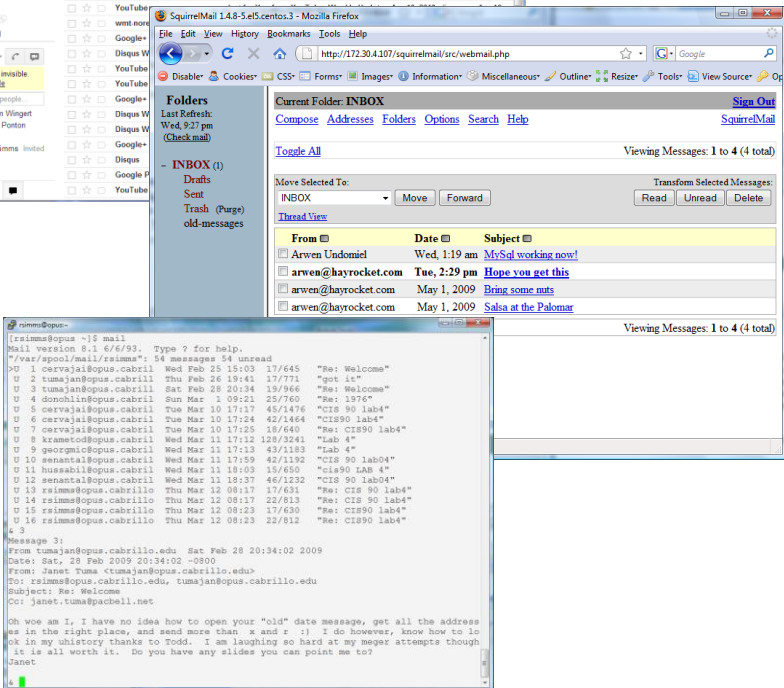 YouTube
wmt-nore
Google+
Disqus W
YouTube
invisible.
YouTube
people...
Google+
n Wingert
Disqus W
Ponton
Disqus W
Google+
imms Invited
Disqus
Google P
YouTube
SquirrelMail 1.4.8-5.el5.centos.3 - Mozilla Firefox
File Edit View History Bookmarks Tools Help
http://172.30.4.107/squirrelmail/src/webmail.php
Google
Disable Cookies CSS Forms Images Information Miscellaneous Outline Resize Tools View Source Op
Folders
Last Refresh:
Wed, 9:27 pm
(Check mail)
- INBOX (1)
Drafts
Sent
Trash (Purge)
old-messages
Current Folder: INBOX Sign Out
Compose Addresses Folders Options Search Help SquirrelMail
Toggle All Viewing Messages: 1 to 4 (4 total)
Move Selected To: Transform Selected Messages:
INBOX Move Forward Read Unread Delete
Thread View
From Date Subject
Arwen Undomiel Wed, 1:19 am MySql working now!
arwen@hayrocket.com Tue, 2:29 pm Hope you get this
arwen@hayrocket.com May 1, 2009 Bring some nuts
arwen@hayrocket.com May 1, 2009 Salsa at the Palomar
Viewing Messages: 1 to 4 (4 total)
rsimms@opus:~
[rsimms@opus ~]$ mail
Mail version 8.1 6/6/93. Type ? for help.
"/var/spool/mail/rsimms": 54 messages 54 unread
>U 1 cervajai@opus.cabril Wed Feb 25 15:03 17/645 "Re: Welcome"
U 2 tumajan@opus.cabrill Thu Feb 26 19:41 17/771 "got it"
U 3 tumajan@opus.cabrill Sat Feb 28 20:34 19/966 "Re: Welcome"
U 4 donohlin@opus.cabril Sun Mar 1 09:21 25/760 "Re: 1976"
U 5 cervajai@opus.cabril Tue Mar 10 17:17 45/1476 "CIS 90 lab4"
U 6 cervajai@opus.cabril Tue Mar 10 17:24 42/1464 "CIS90 lab4"
U 7 cervajai@opus.cabril Tue Mar 10 17:25 18/640 "Re: CIS90 lab4"
U 8 krametod@opus.cabril Wed Mar 11 17:12 128/3241 "Lab 4"
U 9 georgmic@opus.cabril Wed Mar 11 17:13 43/1183 "Lab 4"
U 10 senantal@opus.cabril Wed Mar 11 17:59 42/1192 "CIS 90 lab04"
U 11 hussabil@opus.cabril Wed Mar 11 18:03 15/650 "cis90 LAB 4"
U 12 senantal@opus.cabril Wed Mar 11 18:37 46/1232 "CIS 90 lab04"
U 13 rsimms@opus.cabrillo Thu Mar 12 08:17 17/631 "Re: CIS 90 lab4"
U 14 rsimms@opus.cabrillo Thu Mar 12 08:17 22/813 "Re: CIS 90 lab4"
U 15 rsimms@opus.cabrillo Thu Mar 12 08:23 17/630 "Re: CIS90 lab4"
U 16 rsimms@opus.cabrillo Thu Mar 12 08:23 22/812 "Re: CIS90 lab4"
& 3
Message 3:
From tumajan@opus.cabrillo.edu Sat Feb 28 20:34:02 2009
Date: Sat, 28 Feb 2009 20:34:02 -0800
From: Janet Tuma <tumajan@opus.cabrillo.edu>
To: rsimms@opus.cabrillo.edu, tumajan@opus.cabrillo.edu
Subject: Re: Welcome
Cc: janet.tuma@pacbell.net
Oh woe am I, I have no idea how to open your "old" date message, get all the address
es in the right place, and send more than x and r :) I do however, know how to lo
ok in my uhistory thanks to Todd. I am laughing so hard at my meger attempts though
it is all worth it. Do you have any slides you can point me to?
Janet
&